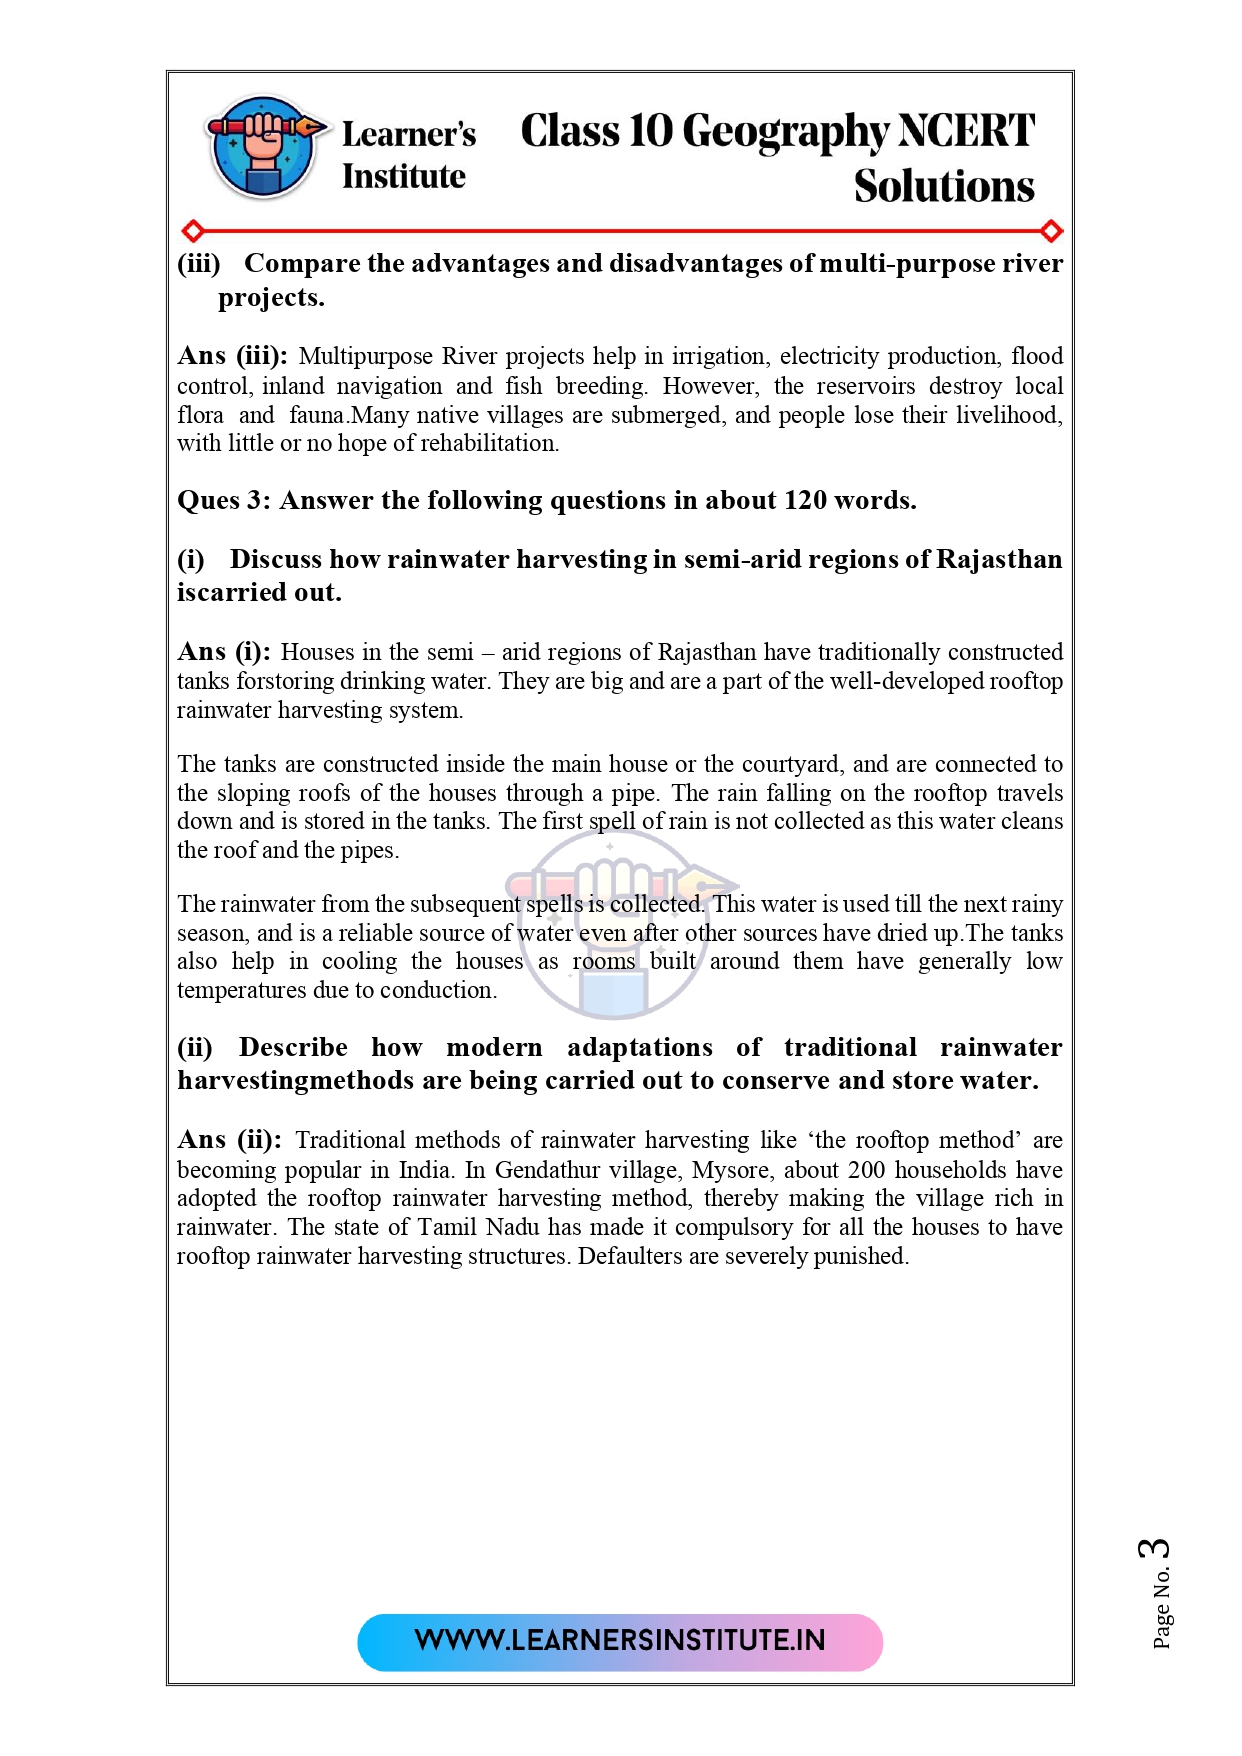 Learner's
Institute
Class 10 Geography NCERT
Solutions
(iii) Compare the advantages and disadvantages of multi-purpose river
projects.
Ans (iii): Multipurpose River projects help in irrigation, electricity production, flood
control, inland navigation and fish breeding. However, the reservoirs destroy local
flora and fauna.Many native villages are submerged, and people lose their livelihood,
with little or no hope of rehabilitation.
Ques 3: Answer the following questions in about 120 words.
(i) Discuss how rainwater harvesting in semi-arid regions of Rajasthan
iscarried out.
Ans (i): Houses in the semi – arid regions of Rajasthan have traditionally constructed
tanks forstoring drinking water. They are big and are a part of the well-developed rooftop
rainwater harvesting system.
The tanks are constructed inside the main house or the courtyard, and are connected to
the sloping roofs of the houses through a pipe. The rain falling on the rooftop travels
down and is stored in the tanks. The first spell of rain is not collected as this water cleans
the roof and the pipes.
The rainwater from the subsequent spells is collected. This water is used till the next rainy
season, and is a reliable source of water even after other sources have dried up.The tanks
also help in cooling the houses as rooms built around them have generally low
temperatures due to conduction.
(ii) Describe how modern adaptations of traditional rainwater
harvestingmethods are being carried out to conserve and store water.
Ans (ii): Traditional methods of rainwater harvesting like ‘the rooftop method’ are
becoming popular in India. In Gendathur village, Mysore, about 200 households have
adopted the rooftop rainwater harvesting method, thereby making the village rich in
rainwater. The state of Tamil Nadu has made it compulsory for all the houses to have
rooftop rainwater harvesting structures. Defaulters are severely punished.
Page No. 3
WWW.LEARNERSINSTITUTE.IN